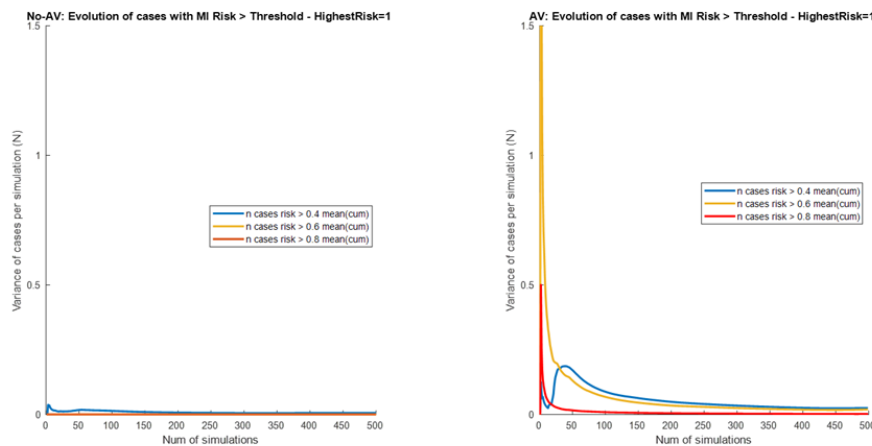 No-AV: Evolution of cases with MI Risk > Threshold - HighestRisk=1
1.5
1
0.5
0
Variance of cases per simulation (N)
n cases risk > 0.4 mean(cum)
n cases risk > 0.6 mean(cum)
n cases risk > 0.8 mean(cum)
0 50 100 150 200 250 300 350 400 450 500
Num of simulations
AV: Evolution of cases with MI Risk > Threshold - HighestRisk=1
1.5
1
0.5
0
Variance of cases per simulation (N)
n cases risk > 0.4 mean(cum)
n cases risk > 0.6 mean(cum)
n cases risk > 0.8 mean(cum)
0 50 100 150 200 250 300 350 400 450 500
Num of simulations